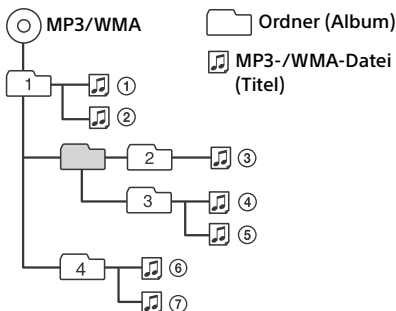 MP3/WMA
Ordner (Album)
MP3-/WMA-Datei
(Titel)
1
①
②
2
③
3
④
⑤
4
⑥
⑦